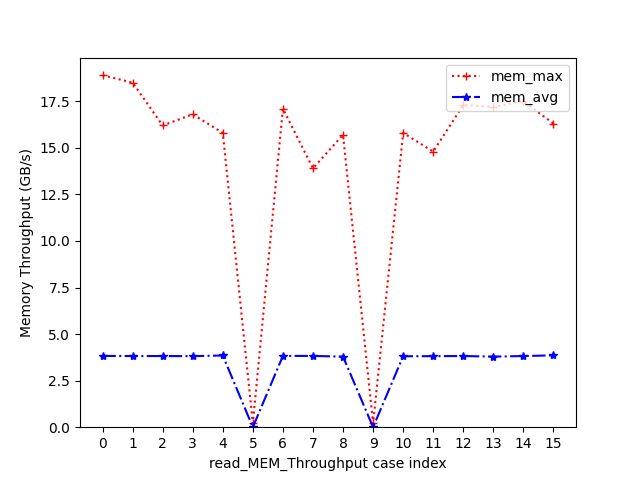 mem_max
mem_avg
17.5
15.0
12.5
10.0
7.5
5.0
2.5
0.0
Memory Throughput (GB/s)
0 1 2 3 4 5 6 7 8 9 10 11 12 13 14 15
read_MEM_Throughput case index